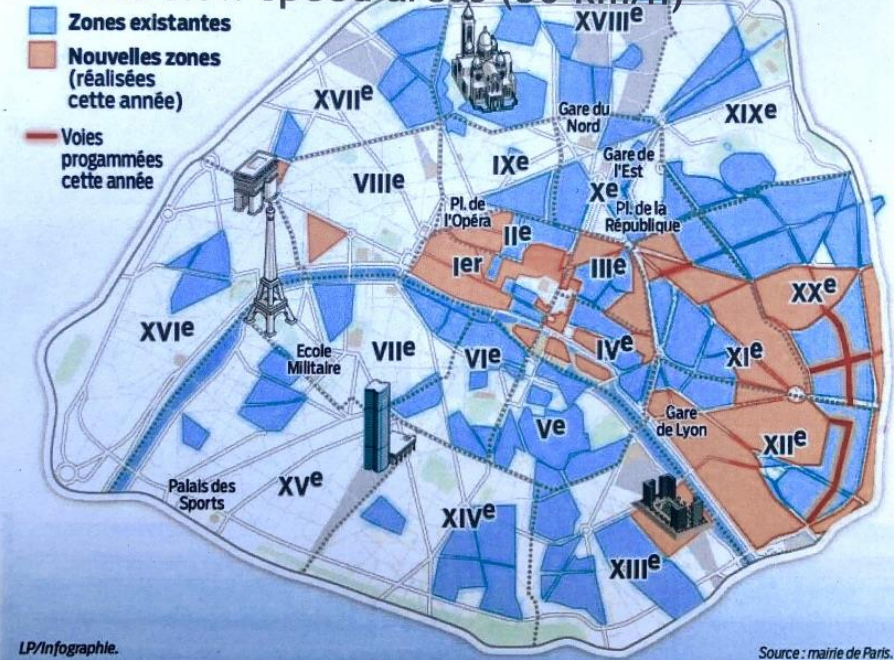 Zones existantes
Nouvelles zones
(réalisées
cette année)
Voies
progammées
cette année
XVIIIe
XVIIe
XIXe
Gare du
Nord
Gare de
l'Est
IXe
VIIIe
Xe
Pl. de
l'Opéra
Pl. de la
République
IIe
Ier
IIIe
XXe
XVIe
Ecole
Militaire
VIIe
VIe
IVe
XIe
Gare
de Lyon
Ve
XIIe
Palais des
Sports
XVe
XIVe
XIIIe
LP/Infographie.
Source : mairie de Paris.